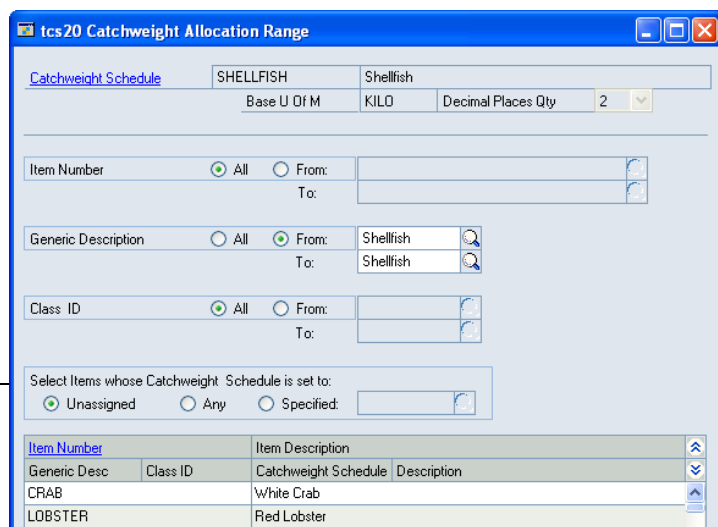 tcs20 Catchweight Allocation Range
Catchweight Schedule SHELLFISH Shellfish
Base U Of M KILO Decimal Places Qty 2
Item Number All From:
To:
Generic Description All From: Shellfish
To: Shellfish
Class ID All From:
To:
Select Items whose Catchweight Schedule is set to:
Unassigned Any Specified:
Item Number Item Description
Generic Desc Class ID Catchweight Schedule Description
CRAB White Crab
LOBSTER Red Lobster